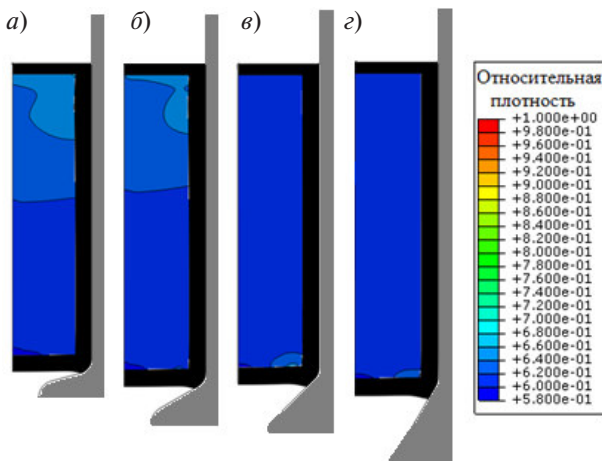 а)
б)
в)
г)
Относительная
плотность
+1.000e+00
+9.800e-01
+9.600e-01
+9.400e-01
+9.200e-01
+9.000e-01
+8.800e-01
+8.600e-01
+8.400e-01
+8.200e-01
+8.000e-01
+7.800e-01
+7.600e-01
+7.400e-01
+7.200e-01
+7.000e-01
+6.800e-01
+6.600e-01
+6.400e-01
+6.200e-01
+6.000e-01
+5.800e-01